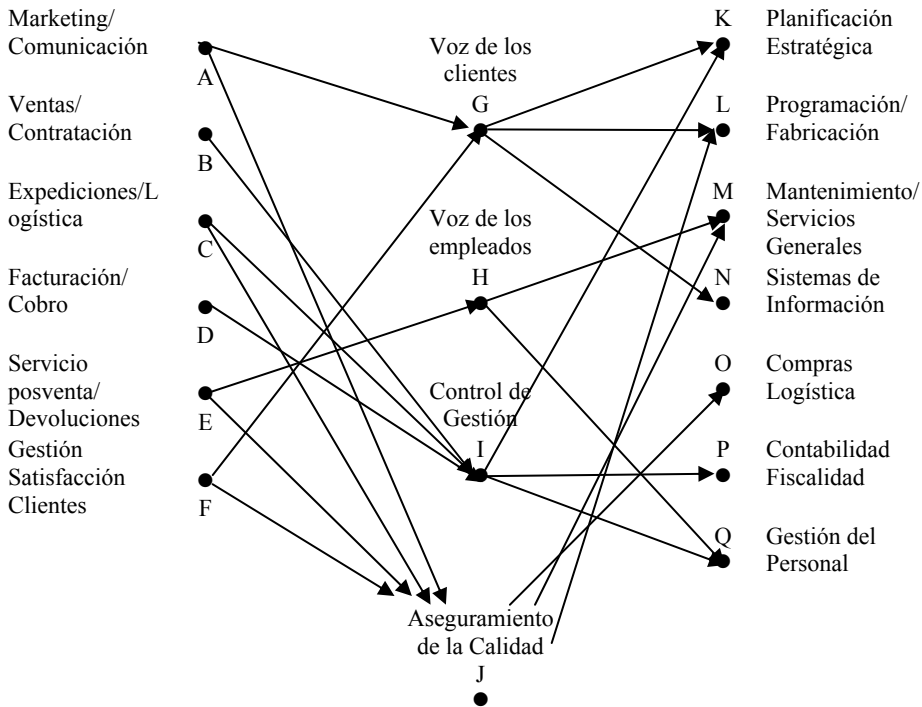 Marketing/
Comunicación
A
Ventas/
Contratación
B
Expediciones/L
ogística
C
Facturación/
Cobro
D
Servicio
posventa/
Devoluciones
E
Gestión
Satisfacción
Clientes
F
Voz de los
clientes
G
Voz de los
empleados
H
Control de
Gestión
I
Aseguramiento
de la Calidad
J
K Planificación
Estratégica
L Programación/
Fabricación
M Mantenimiento/
Servicios
Generales
N Sistemas de
Información
O Compras
Logística
P Contabilidad
Fiscalidad
Q Gestión del
Personal